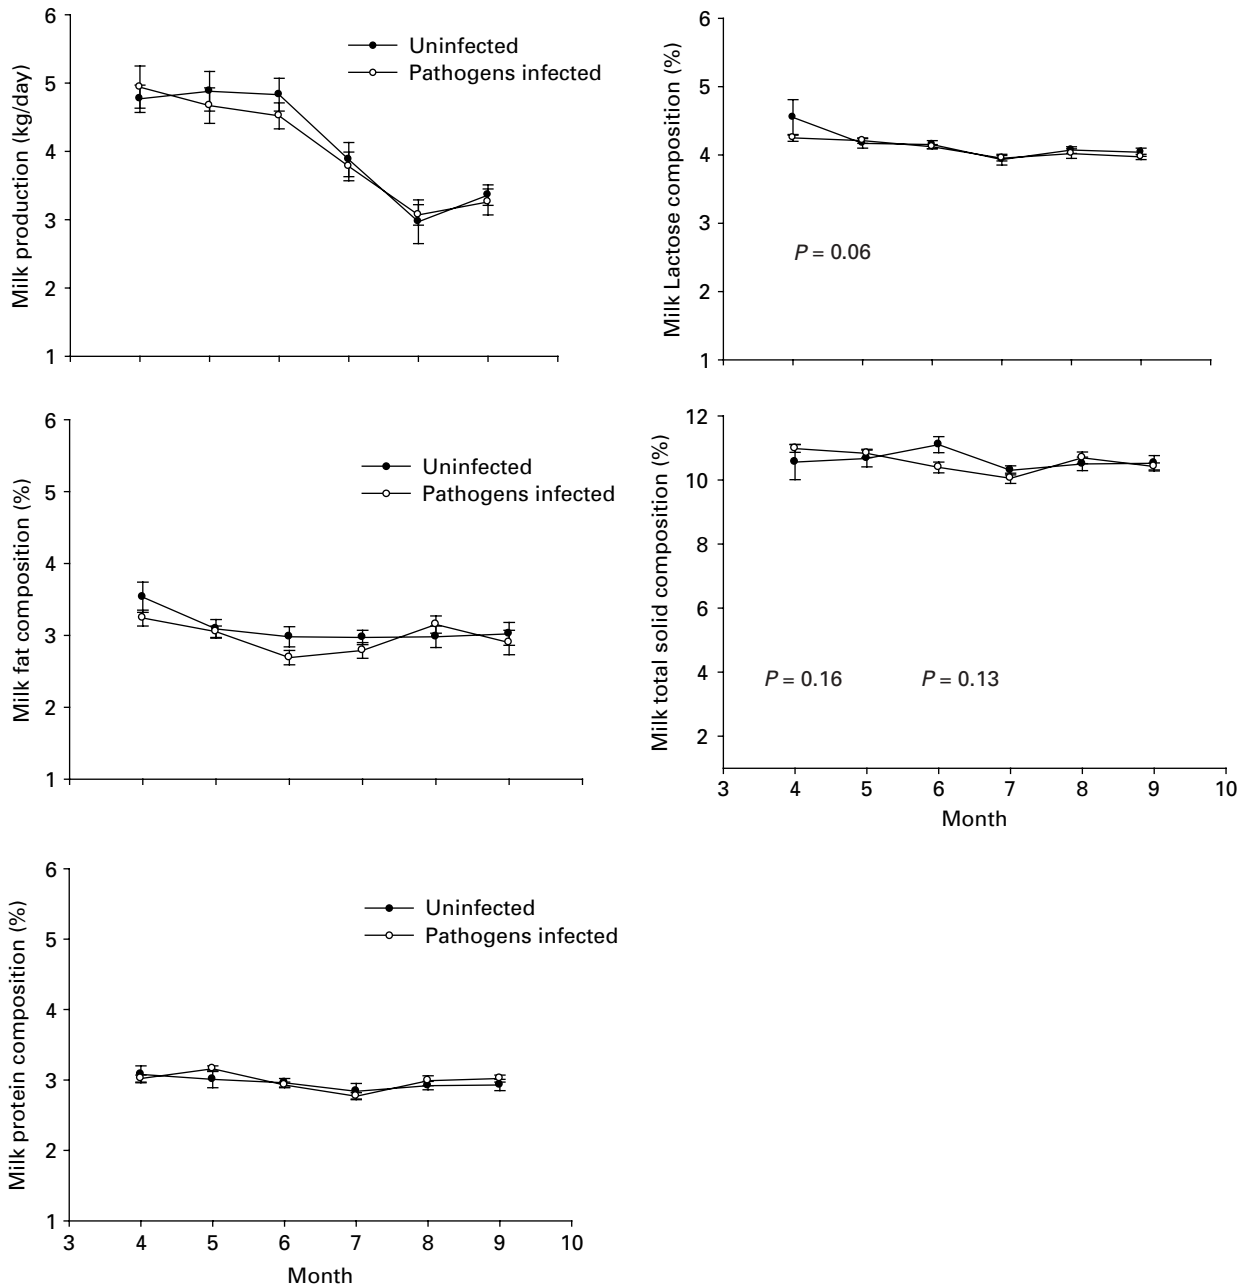 Milk production (kg/day)
6
5
4
3
2
1
Uninfected
Pathogens infected
Milk Lactose composition (%)
6
5
4
3
2
1
P = 0.06
Milk fat composition (%)
6
5
4
3
2
1
Uninfected
Pathogens infected
Milk total solid composition (%)
12
10
8
6
4
2
P = 0.16 P = 0.13
3 4 5 6 7 8 9 10
Month
Milk protein composition (%)
6
5
4
3
2
1
Uninfected
Pathogens infected
3 4 5 6 7 8 9 10
Month